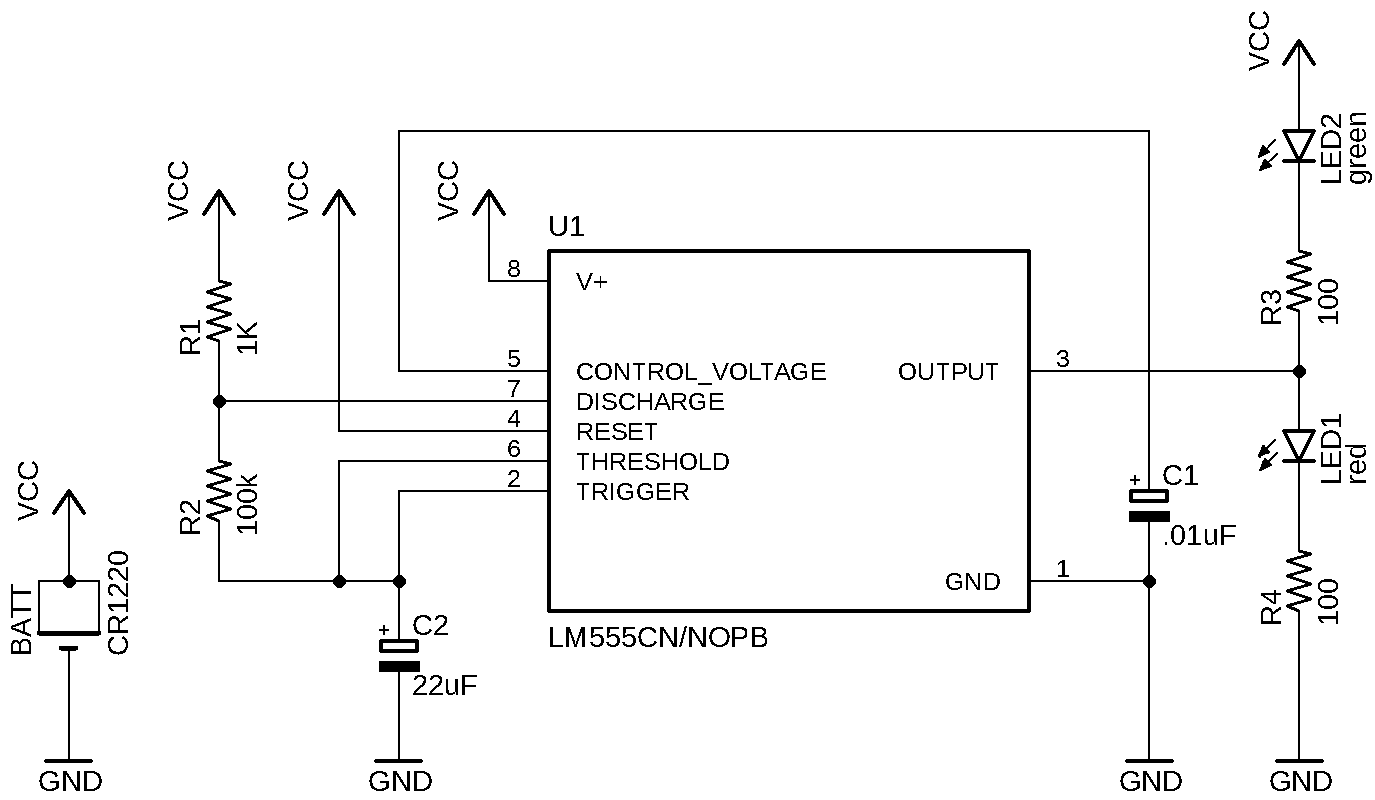 VCC
LED2
green
VCC
VCC
VCC
U1
8
V+
R3
100
R1
1K
5
CONTROL_VOLTAGE
OUTPUT
3
7
DISCHARGE
4
RESET
6
THRESHOLD
2
TRIGGER
LED1
red
VCC
R2
100k
+
C1
.01uF
BATT
CR1220
GND
1
R4
100
+
C2
22uF
LM555CN/NOPB
GND
GND
GND
GND